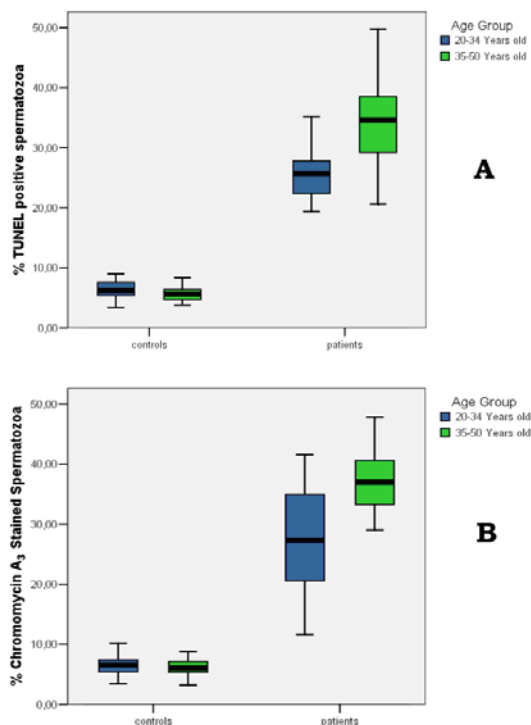 50,00
40,00
30,00
20,00
10,00
0,00
% TUNEL positive spermatozoa
controls
patients
Age Group
20-34 Years old
35-50 Years old
A
50,00
40,00
30,00
20,00
10,00
0,00
% Chromomycin A3 Stained Spermatozoa
controls
patients
Age Group
20-34 Years old
35-50 Years old
B